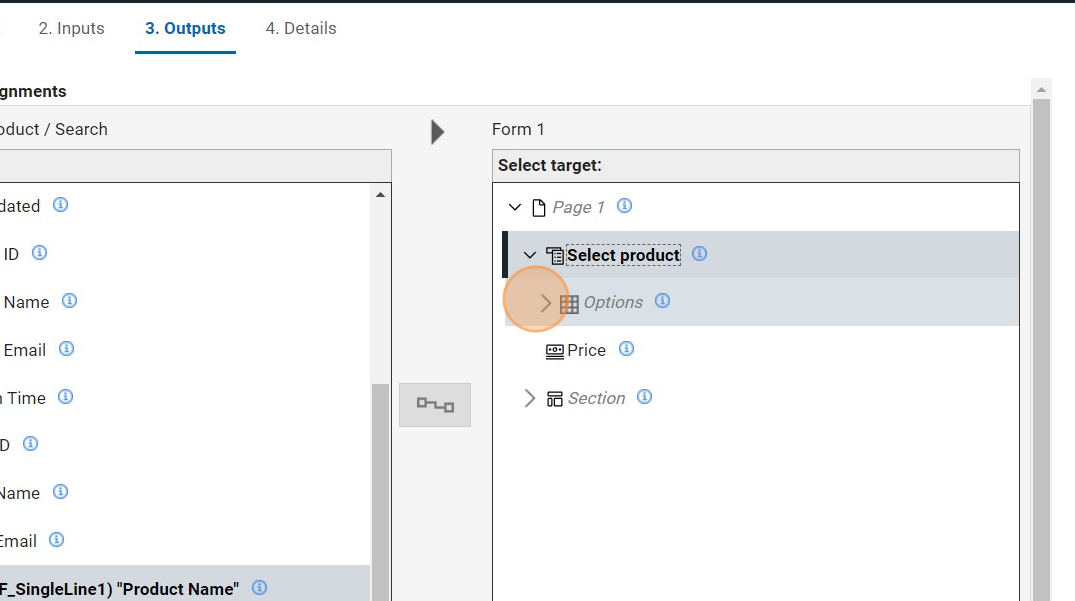 2. Inputs 3. Outputs 4. Details
gnments
oduct / Search
Form 1
Select target:
dated
ID
Name
Email
Time
D
Name
Email
F_SingleLine1) "Product Name"
Page 1
Select product
Options
Price
Section